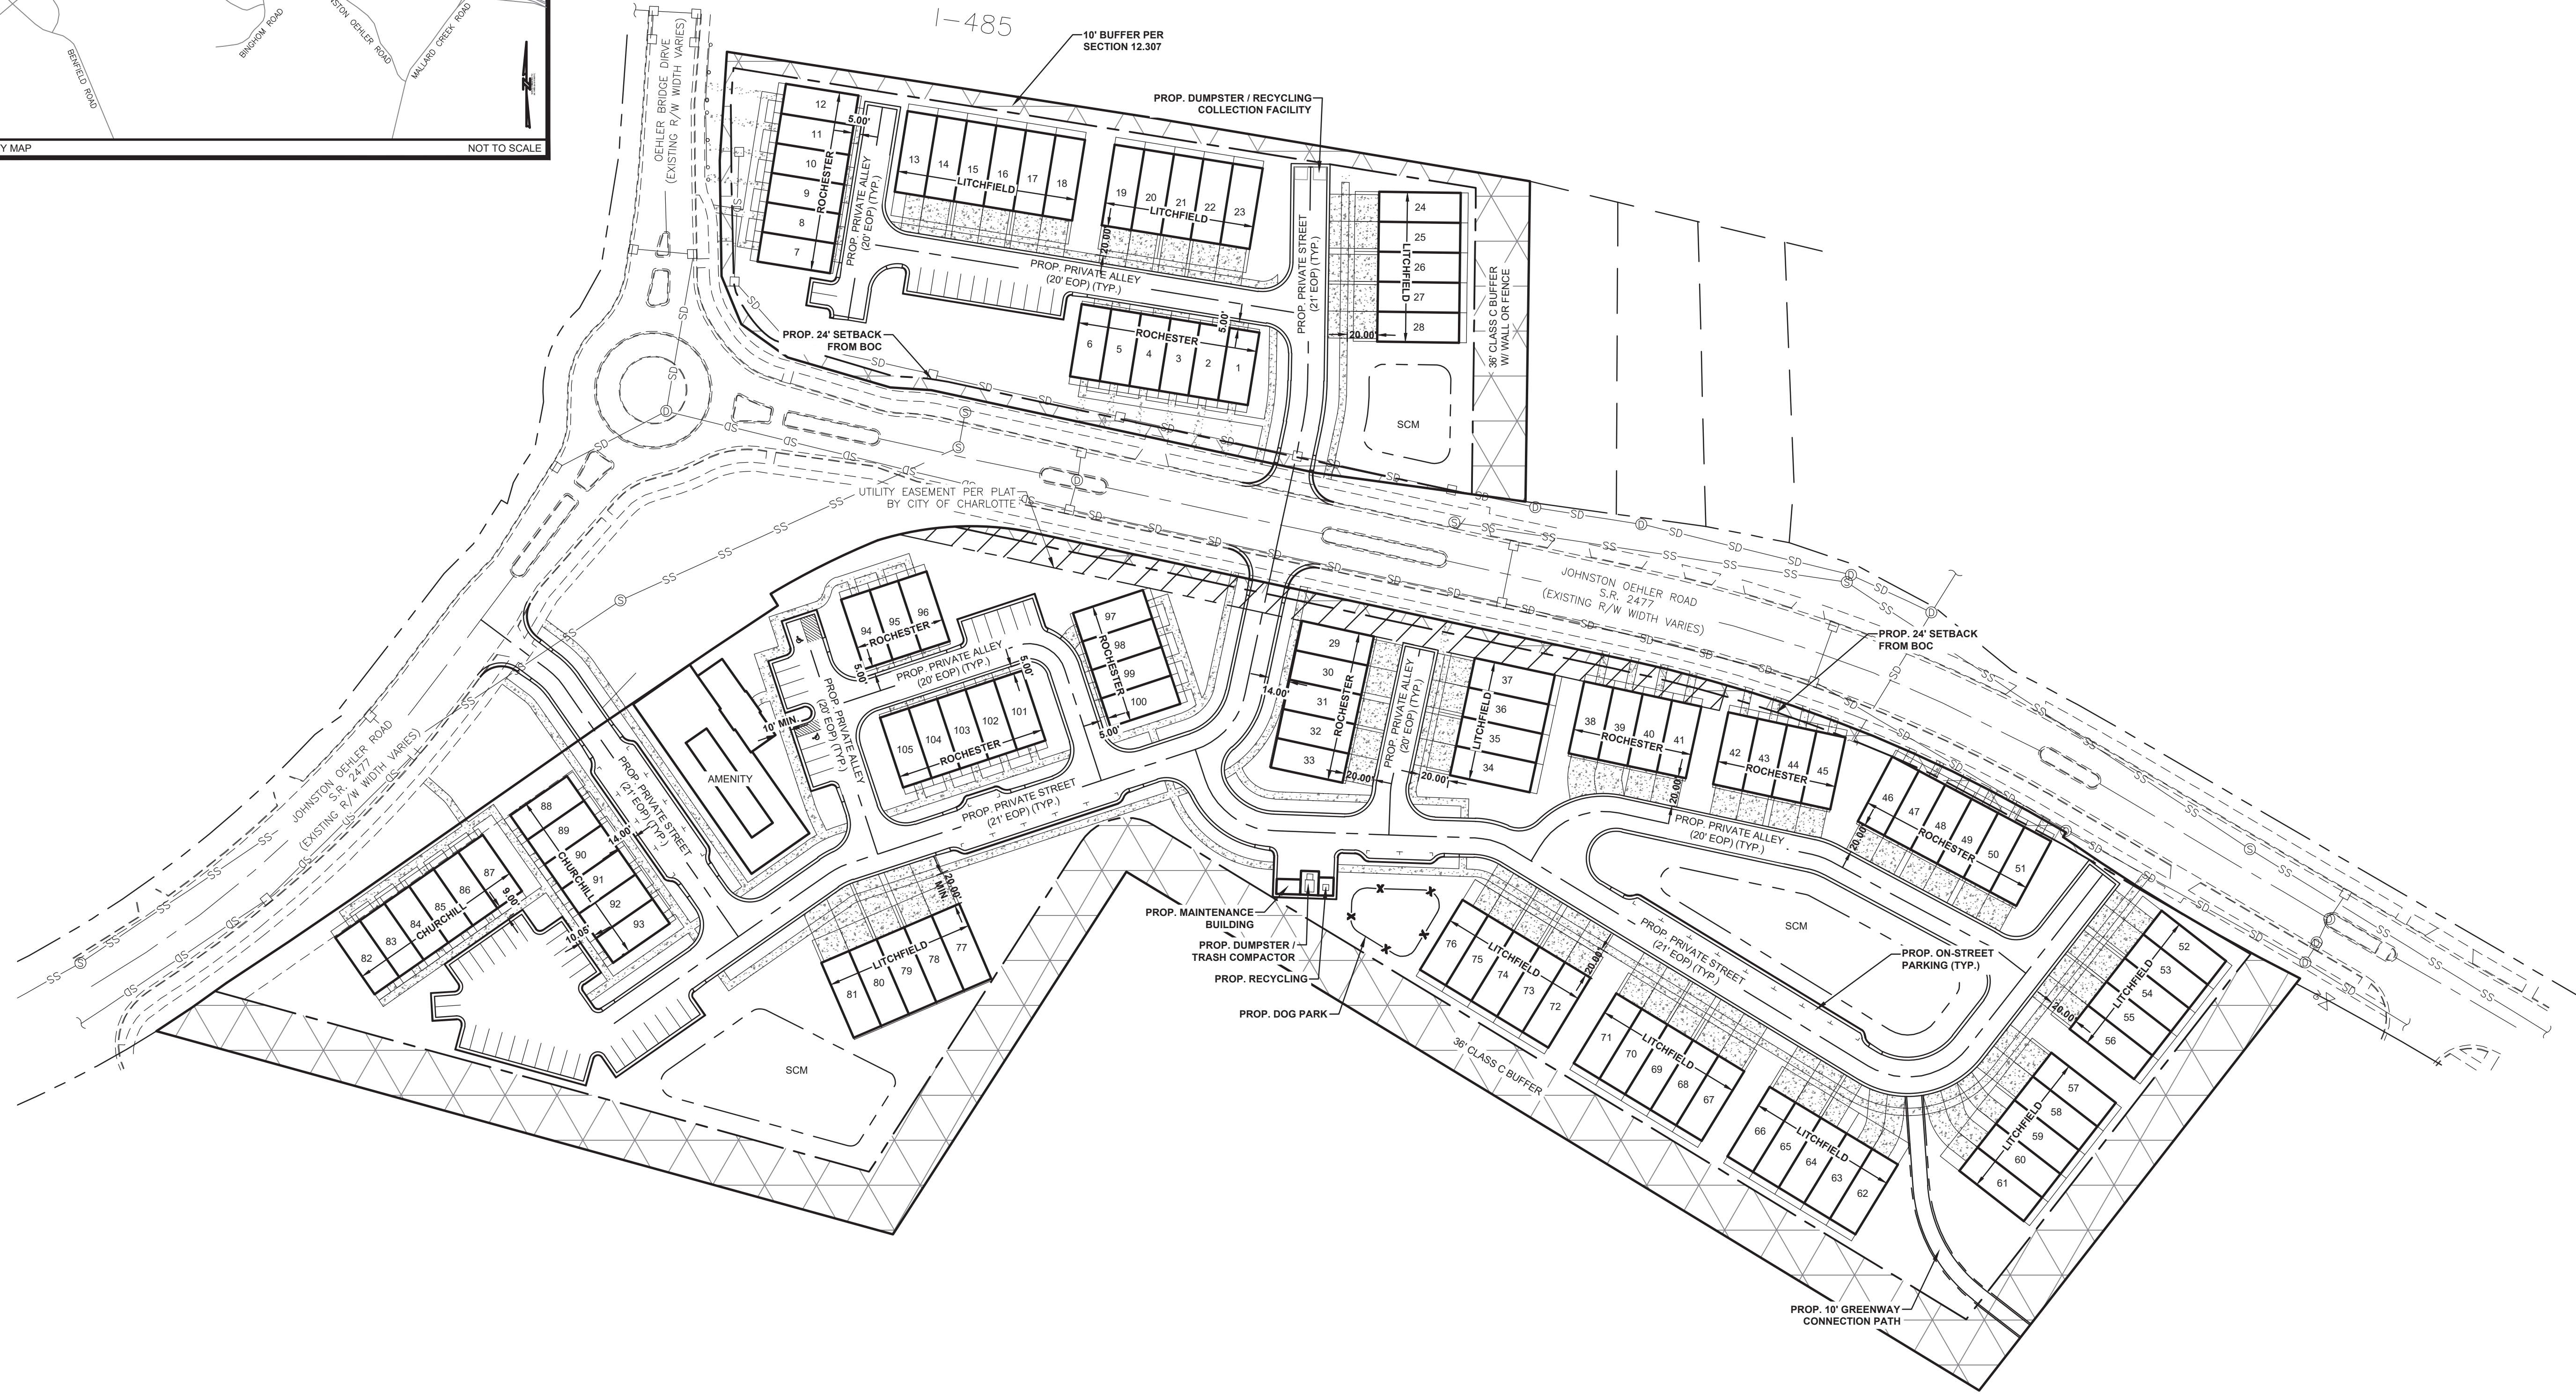 BENFIELD ROAD
BINGHOM ROAD
NSTON OEHLER ROAD
MALLARD CREEK ROAD
Y MAP
NOT TO SCALE
I-485
10' BUFFER PER
SECTION 12.307
PROP. DUMPSTER / RECYCLING
COLLECTION FACILITY
OEHLER BRIDGE DIRVE
(EXISTING R/W WIDTH VARIES)
12
11
10
9
8
7
ROCHESTER
5.00'
PROP. PRIVATE ALLEY
(20' EOP) (TYP.)
13
14
15
16
17
18
LITCHFIELD
19
20
21
22
23
LITCHFIELD
20.00'
PROP. PRIVATE ALLEY
(20' EOP) (TYP.)
PROP. PRIVATE STREET
(21' EOP) (TYP.)
24
25
26
27
28
LITCHFIELD
20.00'
36' CLASS C BUFFER
W/ WALL OR FENCE
SCM
PROP. 24' SETBACK
FROM BOC
ROCHESTER
6
5
4
3
2
1
5.00'
UTILITY EASEMENT PER PLAT
BY CITY OF CHARLOTTE
JOHNSTON OEHLER ROAD
S.R. 2477
(EXISTING R/W WIDTH VARIES)
PROP. 24' SETBACK
FROM BOC
94
95
96
ROCHESTER
5.00'
PROP. PRIVATE ALLEY
(20' EOP) (TYP.)
5.00'
97
98
99
100
ROCHESTER
5.00'
PROP. PRIVATE ALLEY
(20' EOP) (TYP.)
10' MIN.
105
104
103
102
101
ROCHESTER
AMENITY
PROP. PRIVATE STREET
(21' EOP) (TYP.)
14.00'
29
30
31
32
33
ROCHESTER
20.00'
PROP. PRIVATE ALLEY
(20' EOP) (TYP.)
20.00'
37
36
35
34
LITCHFIELD
38
39
40
41
ROCHESTER
20.00'
42
43
44
45
ROCHESTER
PROP. PRIVATE ALLEY
(20' EOP) (TYP.)
46
47
48
49
50
51
ROCHESTER
20.00'
JOHNSTON OEHLER ROAD
S.R. 2477
(EXISTING R/W WIDTH VARIES)
PROP. PRIVATE STREET
(21' EOP) (TYP.)
14.00'
88
89
90
91
92
93
CHURCHILL
10.05'
82
83
84
85
86
87
CHURCHILL
9.00'
20.00'
MIN.
81
80
79
78
77
LITCHFIELD
SCM
PROP. MAINTENANCE
BUILDING
PROP. DUMPSTER /
TRASH COMPACTOR
PROP. RECYCLING
PROP. DOG PARK
36' CLASS C BUFFER
76
75
74
73
72
LITCHFIELD
20.00'
PROP. PRIVATE STREET
(21' EOP) (TYP.)
SCM
PROP. ON-STREET
PARKING (TYP.)
71
70
69
68
67
LITCHFIELD
66
65
64
63
62
LITCHFIELD
52
53
54
55
56
LITCHFIELD
20.00'
57
58
59
60
61
LITCHFIELD
PROP. 10' GREENWAY
CONNECTION PATH